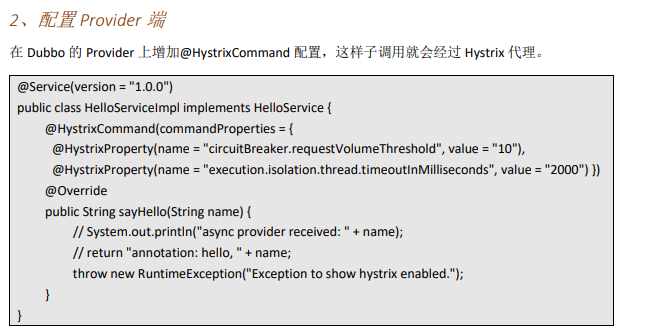 2、配置 Provider 端
在 Dubbo 的 Provider 上增加@HystrixCommand 配置，这样子调用就会经过 Hystrix 代理。
@Service(version = "1.0.0")
public class HelloServiceImpl implements HelloService {
    @HystrixCommand(commandProperties = {
     @HystrixProperty(name = "circuitBreaker.requestVolumeThreshold", value = "10"),
     @HystrixProperty(name = "execution.isolation.thread.timeoutInMilliseconds", value = "2000") })
    @Override
    public String sayHello(String name) {
        // System.out.println("async provider received: " + name);
        // return "annotation: hello, " + name;
        throw new RuntimeException("Exception to show hystrix enabled.");
    }
}